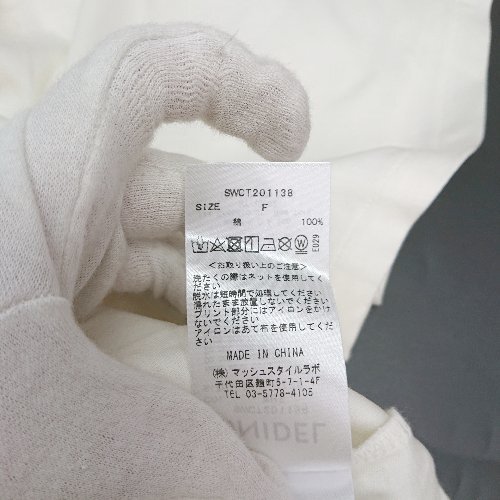 SWCT201138
SIZE F
綿 100%
E029
<お取り扱い上のご注意>
洗たくの際はネットを使用してください
脱水は短時間で処理してください
濡れたまま放置しないでください
プリント部分にはアイロンをかけ
ないでください
アイロンはあて布を使用してください
MADE IN CHINA
(株)マッシュスタイルラボ
千代田区麹町5-7-1-4F
TEL 03-5778-4105
SWCT201138
SNIDEL